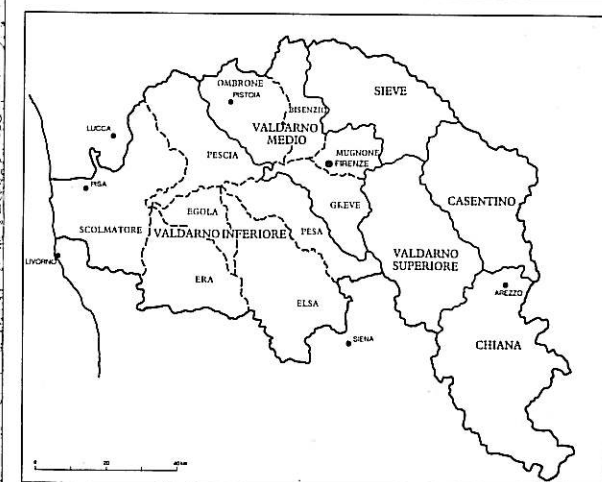 OMBRONE
PISTOIA
BISENZIO
SIEVE
VALDARNO
MEDIO
LUCCA
PESCIA
MUGNONE
FIRENZE
PISA
EGOLA
GREVE
CASENTINO
SCOLMATORE
VALDARNO INFERIORE
PESA
VALDARNO
SUPERIORE
LIVORNO
ERA
ELSA
AREZZO
SIENA
CHIANA
0 20 40 km